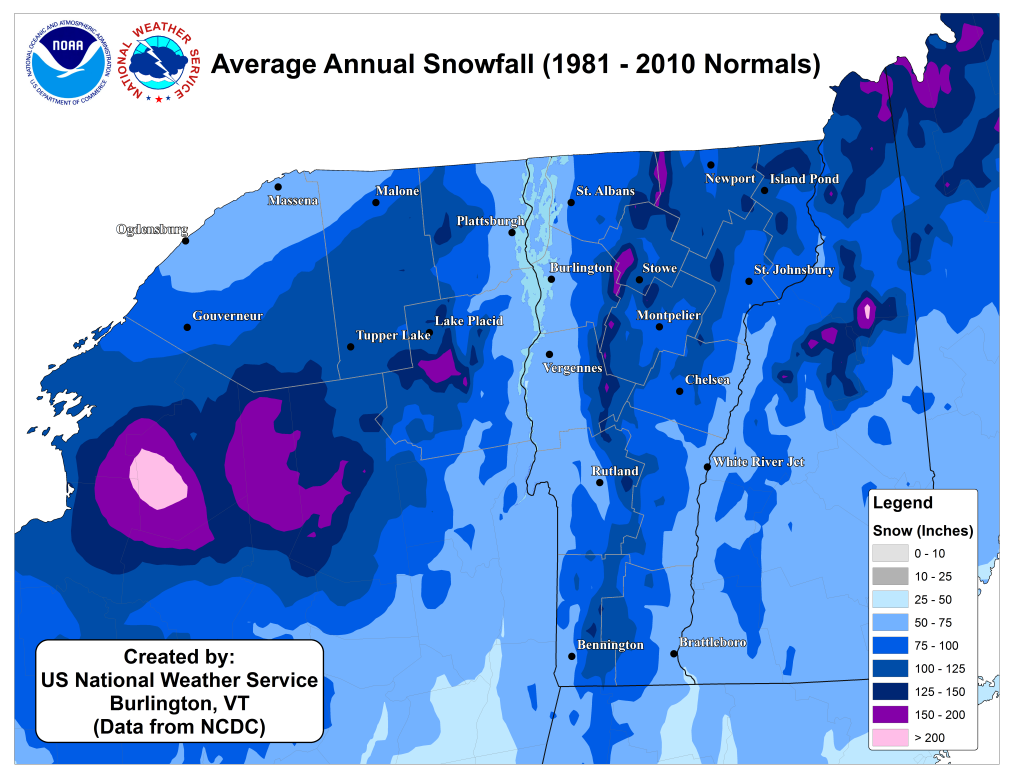 NATIONAL OCEANIC AND ATMOSPHERIC ADMINISTRATION
NOAA
U.S. DEPARTMENT OF COMMERCE
NATIONAL WEATHER SERVICE
Average Annual Snowfall (1981 - 2010 Normals)
Newport
Island Pond
Massena
Malone
St. Albans
Plattsburgh
Ogdensburg
Burlington
Stowe
St. Johnsbury
Gouverneur
Lake Placid
Montpelier
Tupper Lake
Vergennes
Chelsea
Rutland
White River Jct
Bennington
Brattleboro
Legend
Snow (Inches)
0 - 10
10 - 25
25 - 50
50 - 75
75 - 100
100 - 125
125 - 150
150 - 200
> 200
Created by:
US National Weather Service
Burlington, VT
(Data from NCDC)